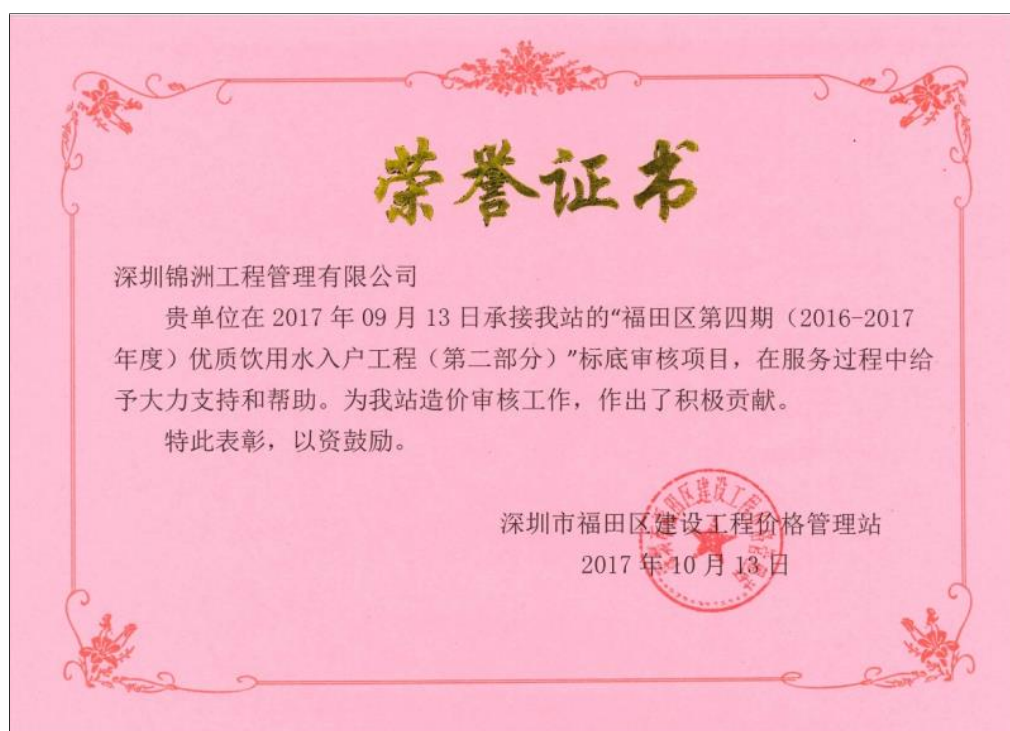 荣誉证书
深圳锦洲工程管理有限公司
贵单位在 2017 年 09 月 13 日承接我站的“福田区第四期（2016-2017
年度）优质饮用水入户工程（第二部分）”标底审核项目，在服务过程中给
予大力支持和帮助。为我站造价审核工作，作出了积极贡献。
特此表彰，以资鼓励。
深圳市福田区建设工程价格管理站
2017 年 10 月 13 日